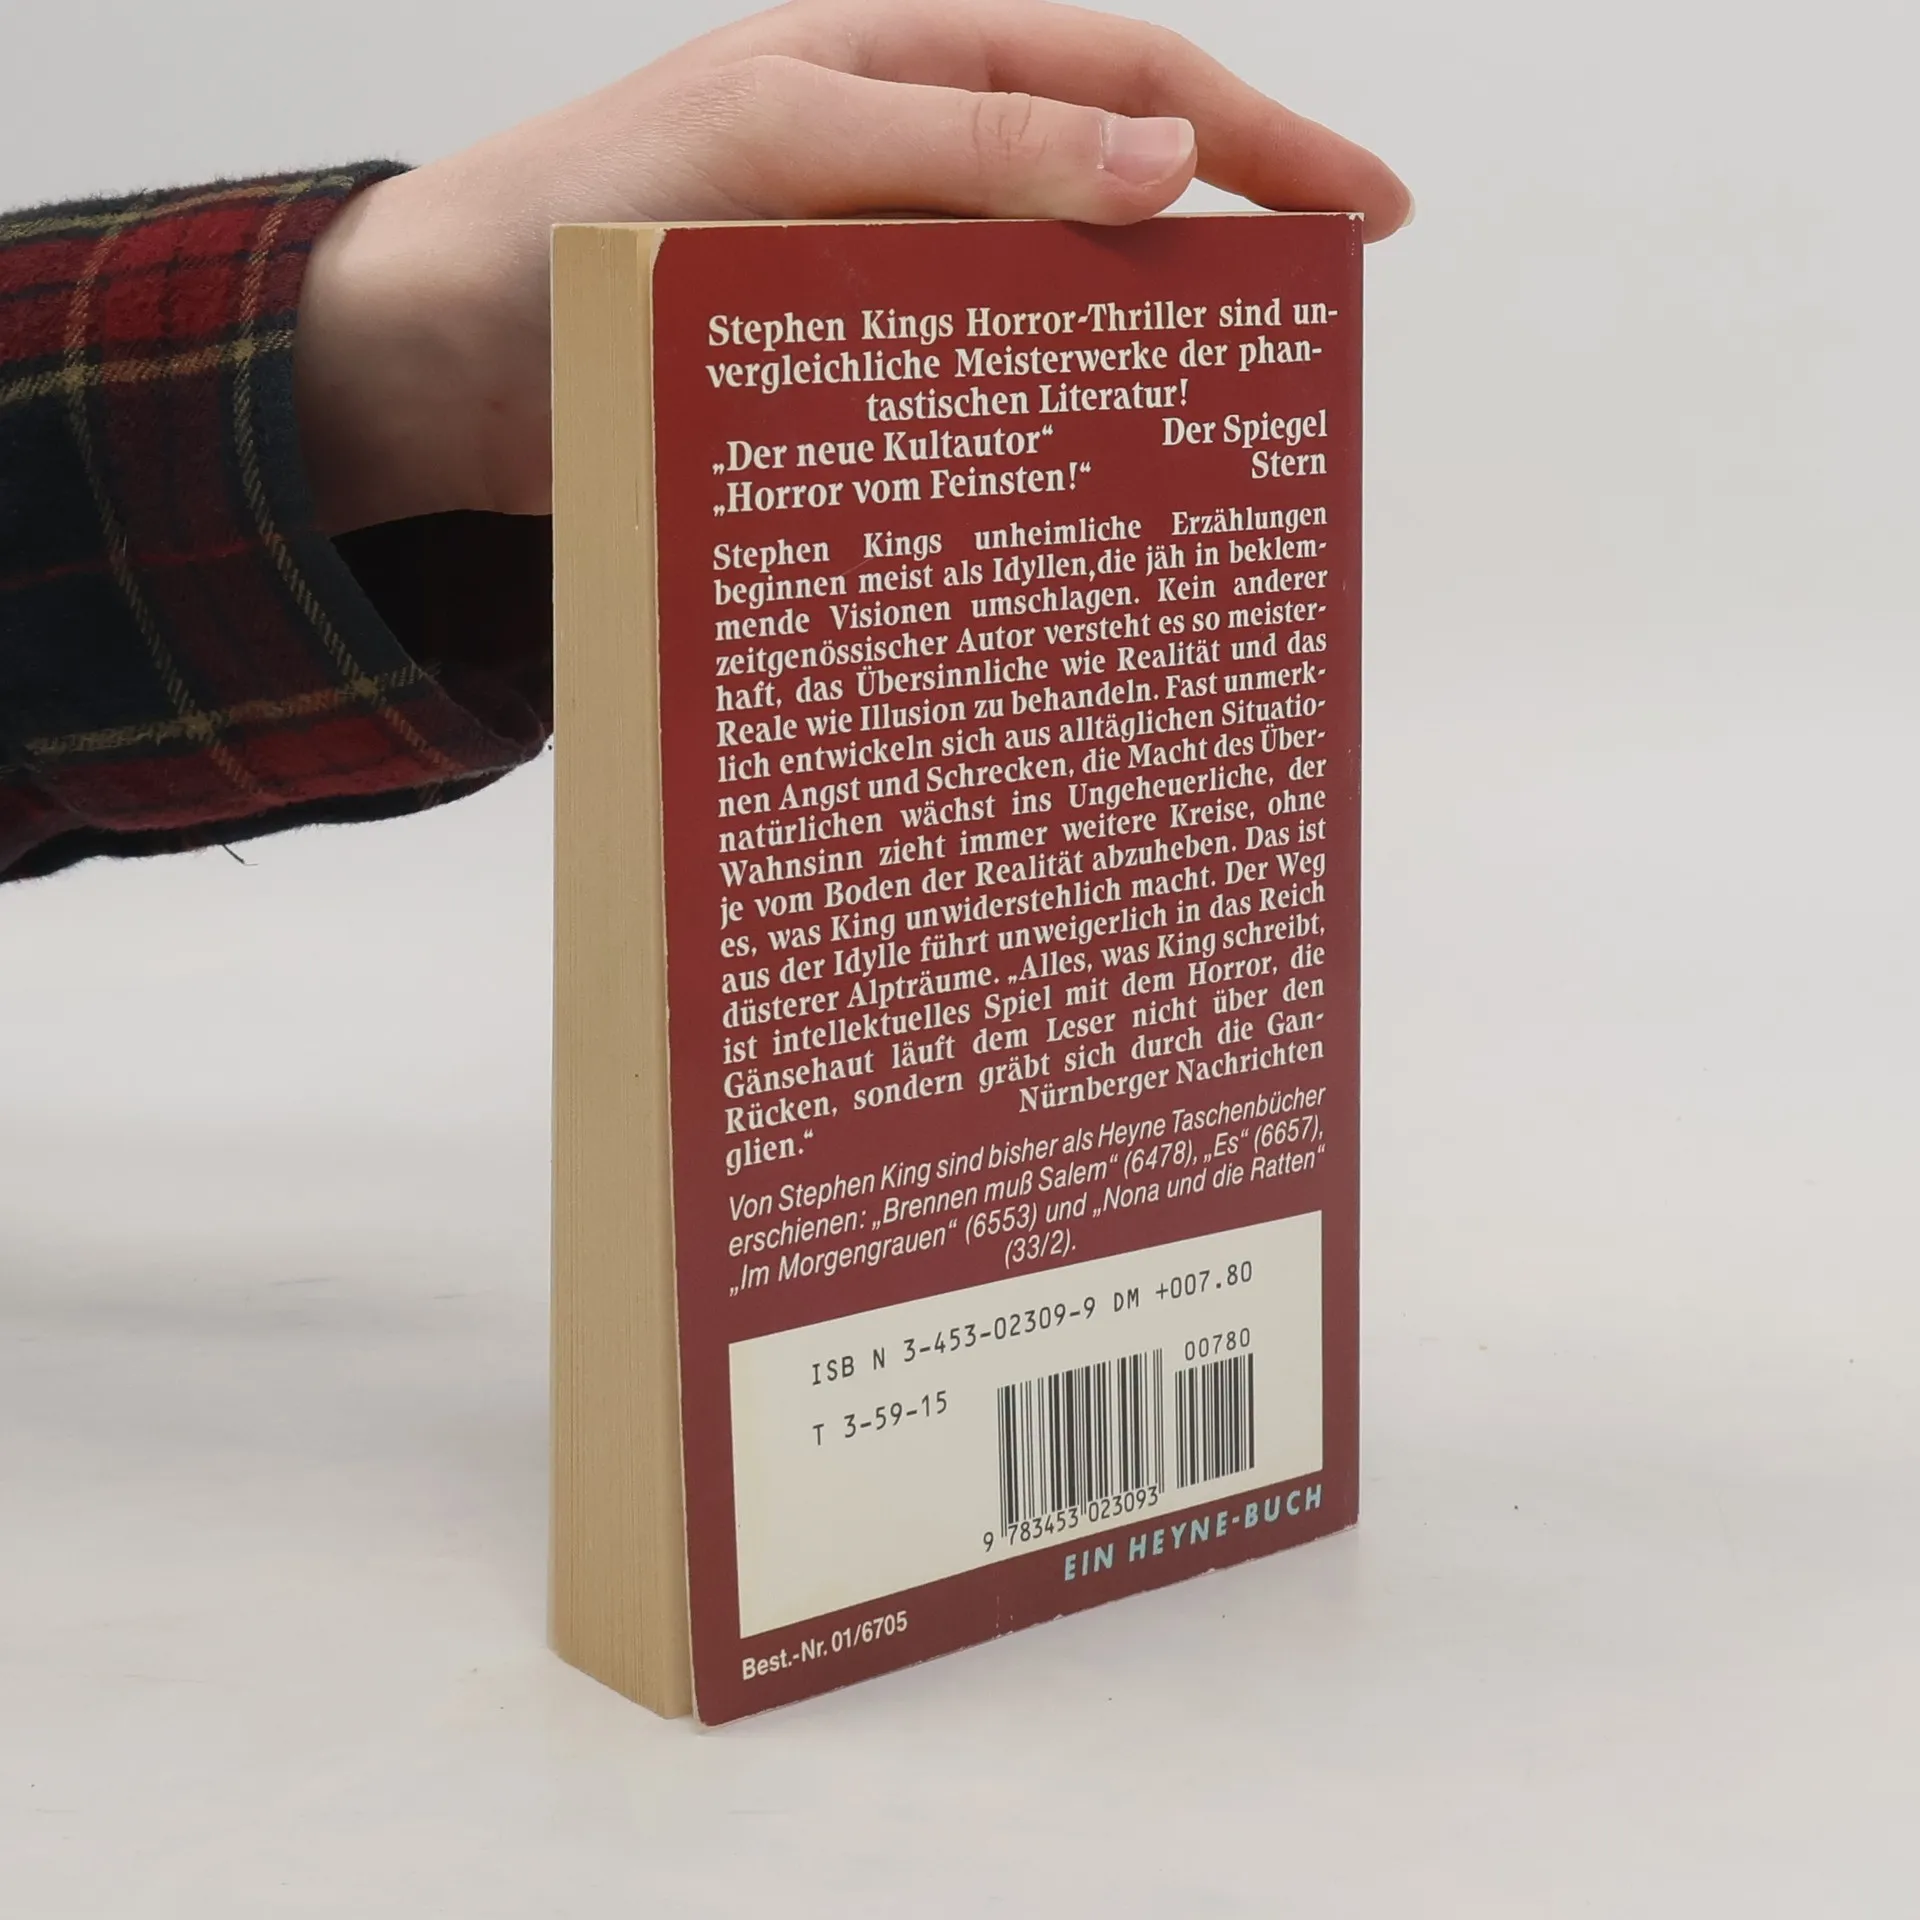 Stephen Kings Horror-Thriller sind un-
vergleichliche Meisterwerke der phan-
tastischen Literatur!
„Der neue Kultautor“ Der Spiegel
„Horror vom Feinsten!“ Stern
Stephen Kings unheimliche Erzählungen
beginnen meist als Idyllen,die jäh in beklem-
mende Visionen umschlagen. Kein anderer
zeitgenössischer Autor versteht es so meister-
haft, das Übersinnliche wie Realität und das
Reale wie Illusion zu behandeln. Fast unmerk-
lich entwickeln sich aus alltäglichen Situatio-
nen Angst und Schrecken, die Macht des Über-
natürlichen wächst ins Ungeheuerliche, der
Wahnsinn zieht immer weitere Kreise, ohne
je vom Boden der Realität abzuheben. Das ist
es, was King unwiderstehlich macht. Der Weg
aus der Idylle führt unweigerlich in das Reich
düsterer Alpträume. „Alles, was King schreibt,
ist intellektuelles Spiel mit dem Horror, die
Gänsehaut läuft dem Leser nicht über den
Rücken, sondern gräbt sich durch die Gan-
glien.“ Nürnberger Nachrichten
Von Stephen King sind bisher als Heyne Taschenbücher
erschienen: „Brennen muß Salem“ (6478), „Es“ (6657),
„Im Morgengrauen“ (6553) und „Nona und die Ratten“
(33/2).
ISB N 3-453-02309-9 DM +007.80
00780
T 3-59-15
9 783453 023093
EIN HEYNE-BUCH
Best.-Nr. 01/6705